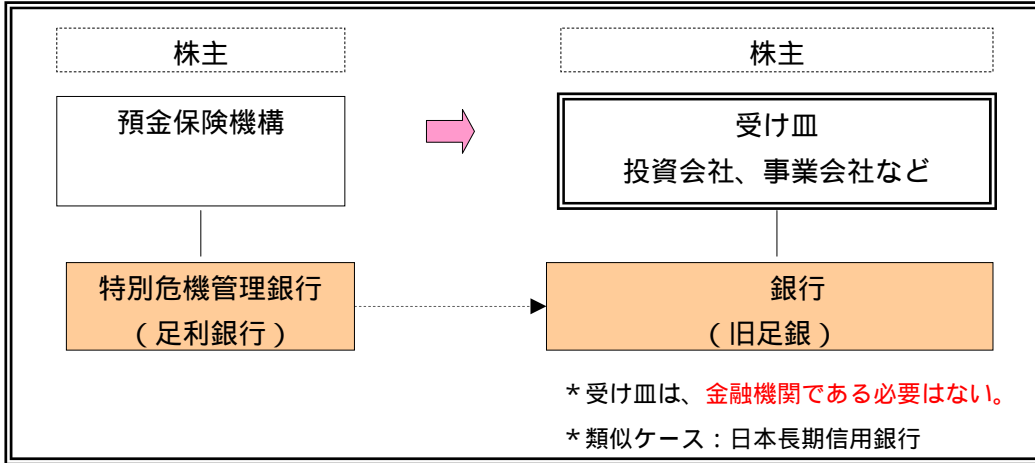 株主
預金保険機構
特別危機管理銀行
(足利銀行)
株主
受け皿
投資会社、事業会社など
銀行
(旧足銀)
*受け皿は、金融機関である必要はない。
*類似ケース:日本長期信用銀行